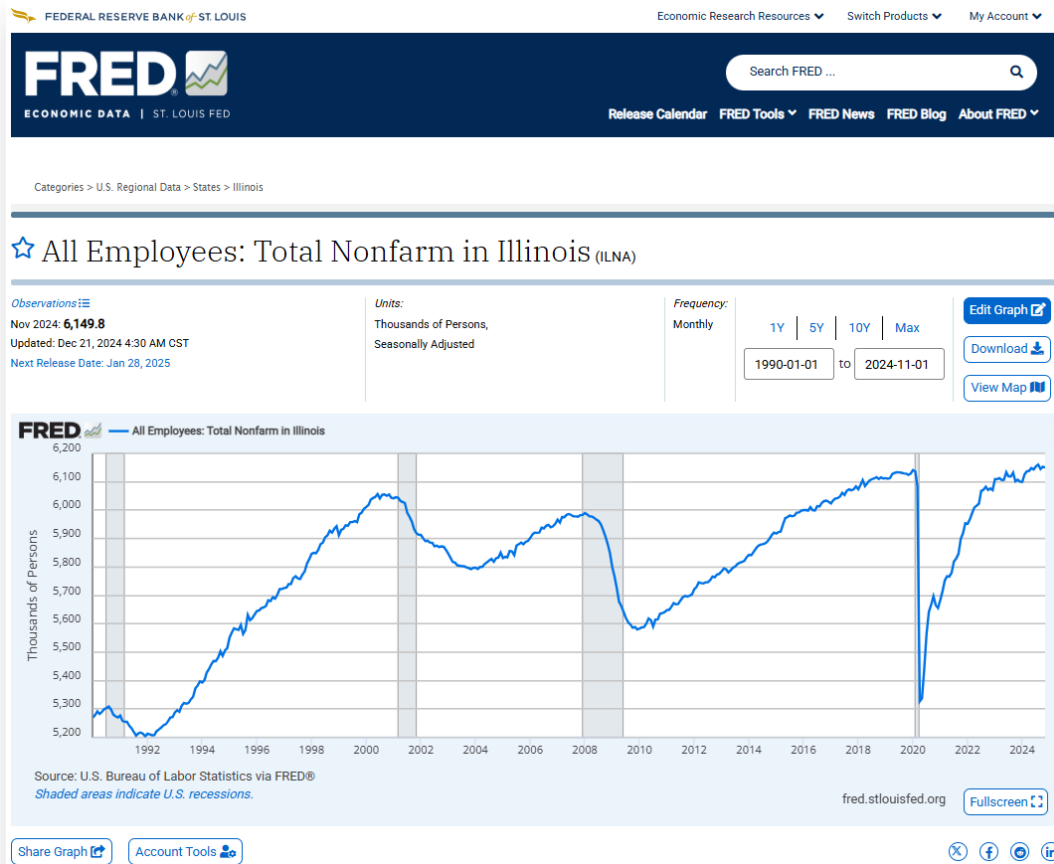 FEDERAL RESERVE BANK of ST. LOUIS
Economic Research Resources
Switch Products
My Account
FRED®
ECONOMIC DATA | ST. LOUIS FED
Search FRED ...
Release Calendar FRED Tools FRED News FRED Blog About FRED
Categories > U.S. Regional Data > States > Illinois
All Employees: Total Nonfarm in Illinois (ILNA)
Observations
Nov 2024: 6,149.8
Updated: Dec 21, 2024 4:30 AM CST
Next Release Date: Jan 28, 2025
Units:
Thousands of Persons,
Seasonally Adjusted
Frequency:
Monthly
1Y | 5Y | 10Y | Max
1990-01-01 to 2024-11-01
Edit Graph
Download
View Map
FRED
All Employees: Total Nonfarm in Illinois
Thousands of Persons
6,200
6,100
6,000
5,900
5,800
5,700
5,600
5,500
5,400
5,300
5,200
1992 1994 1996 1998 2000 2002 2004 2006 2008 2010 2012 2014 2016 2018 2020 2022 2024
Source: U.S. Bureau of Labor Statistics via FRED®
Shaded areas indicate U.S. recessions.
fred.stlouisfed.org
Fullscreen
Share Graph
Account Tools